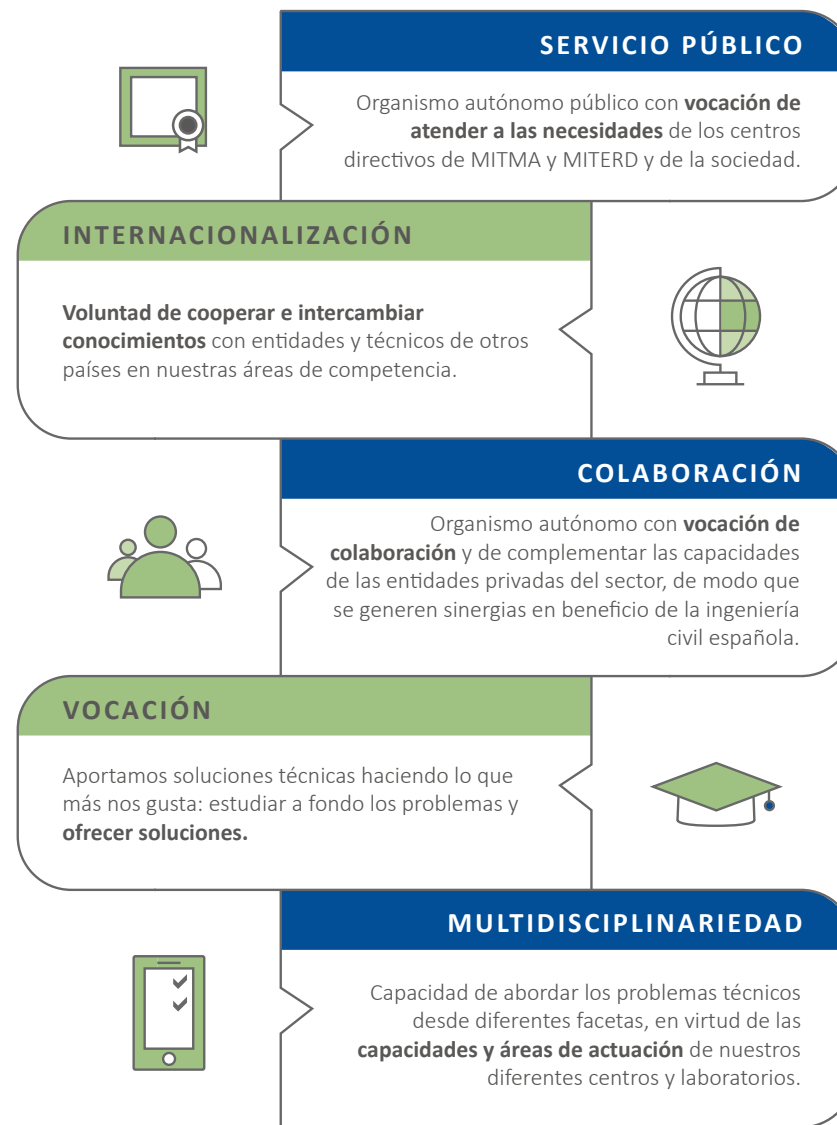 SERVICIO PÚBLICO
Organismo autónomo público con vocación de
atender a las necesidades de los centros
directivos de MITMA y MITERD y de la sociedad.
INTERNACIONALIZACIÓN
Voluntad de cooperar e intercambiar
conocimientos con entidades y técnicos de otros
países en nuestras áreas de competencia.
COLABORACIÓN
Organismo autónomo con vocación de
colaboración y de complementar las capacidades
de las entidades privadas del sector, de modo que
se generen sinergias en beneficio de la ingeniería
civil española.
VOCACIÓN
Aportamos soluciones técnicas haciendo lo que
más nos gusta: estudiar a fondo los problemas y
ofrecer soluciones.
MULTIDISCIPLINARIEDAD
Capacidad de abordar los problemas técnicos
desde diferentes facetas, en virtud de las
capacidades y áreas de actuación de nuestros
diferentes centros y laboratorios.